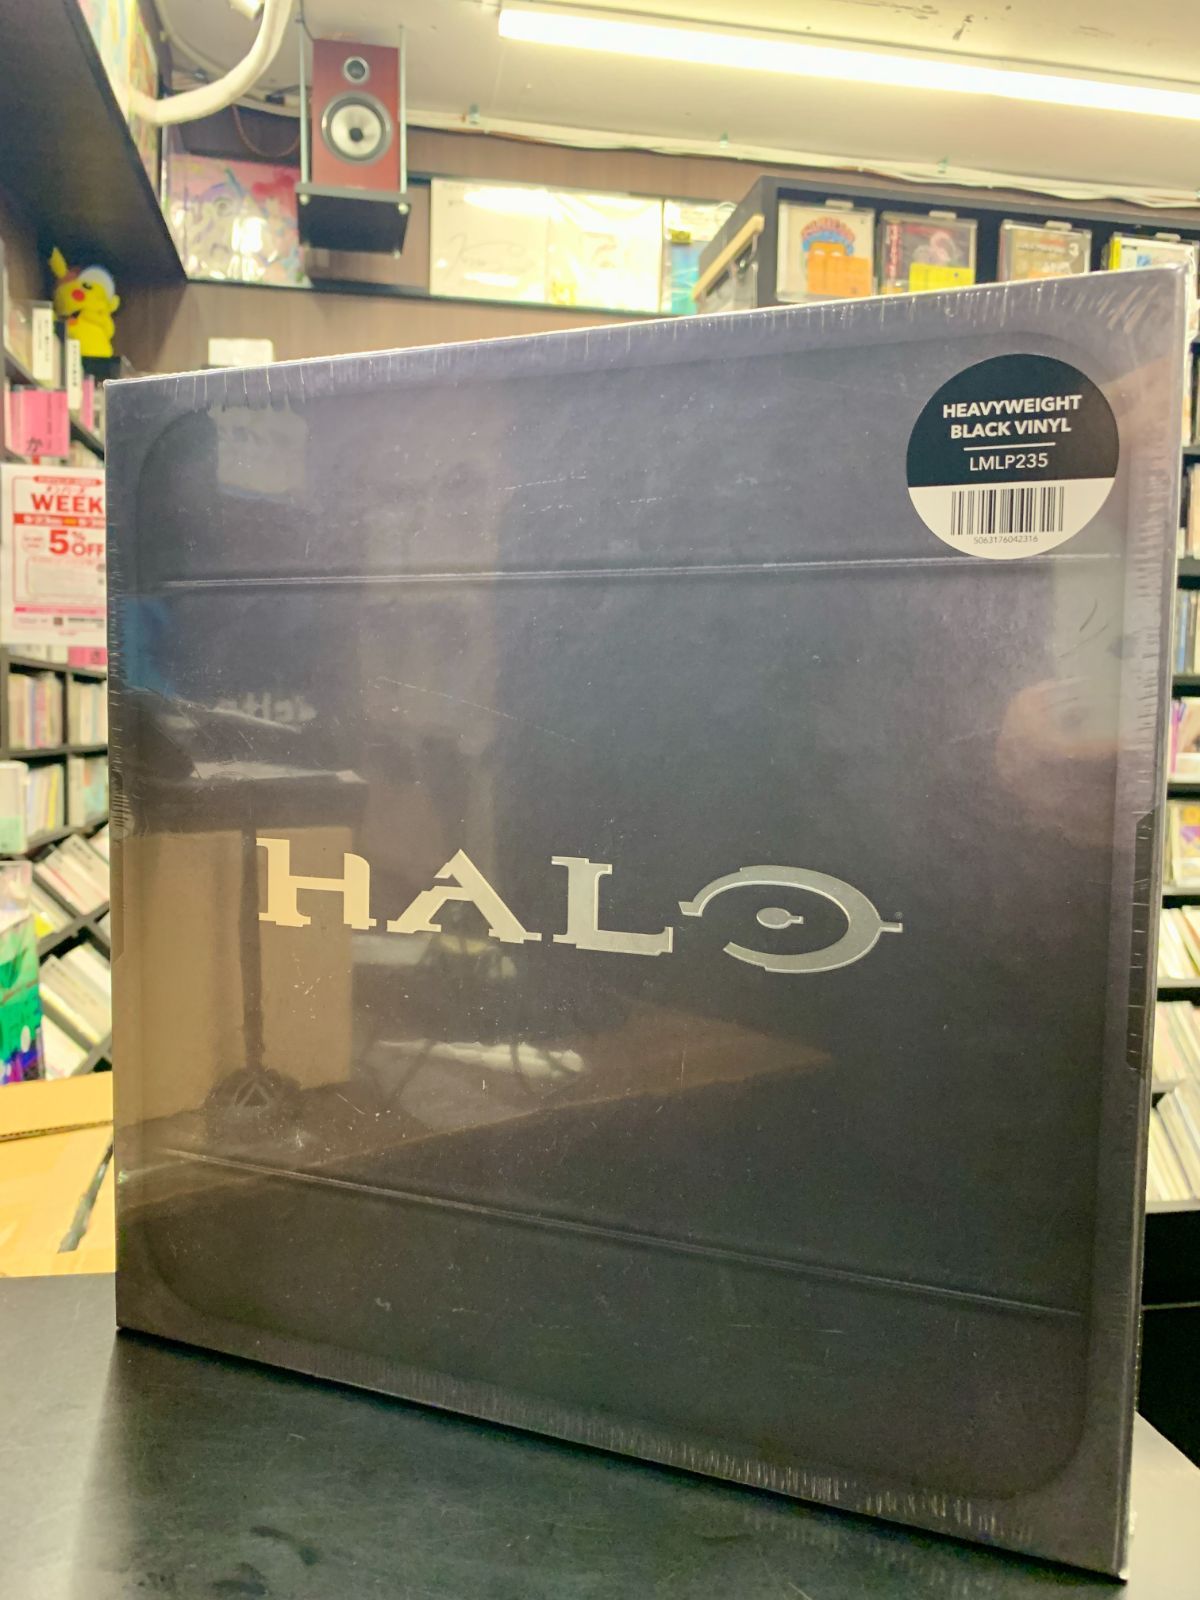 HEAVYWEIGHT
BLACK VINYL
LMLP235
5063176042316
WEEK
5%
OFF
HALO